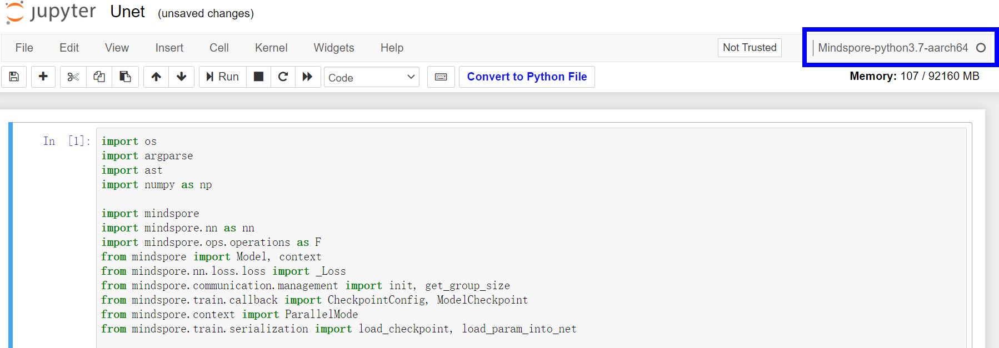 jupyter Unet (unsaved changes)
File Edit View Insert Cell Kernel Widgets Help Not Trusted Mindspore-python3.7-aarch64
Run Code Convert to Python File Memory: 107 / 92160 MB
In [1]: import os
import argparse
import ast
import numpy as np
import mindspore
import mindspore.nn as nn
import mindspore.ops.operations as F
from mindspore import Model, context
from mindspore.nn.loss.loss import _Loss
from mindspore.communication.management import init, get_group_size
from mindspore.train.callback import CheckpointConfig, ModelCheckpoint
from mindspore.context import ParallelMode
from mindspore.train.serialization import load_checkpoint, load_param_into_net